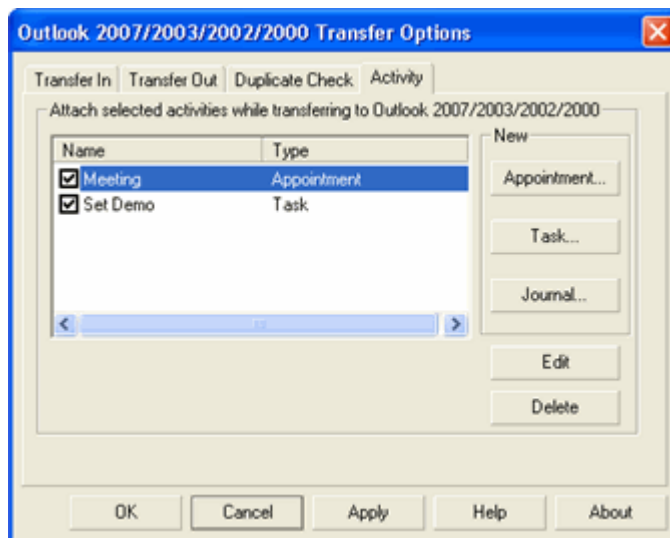 Outlook 2007/2003/2002/2000 Transfer Options
Transfer In Transfer Out Duplicate Check Activity
Attach selected activities while transferring to Outlook 2007/2003/2002/2000
New
Name Type
Meeting Appointment
Set Demo Task
Appointment...
Task...
Journal...
Edit
Delete
OK Cancel Apply Help About